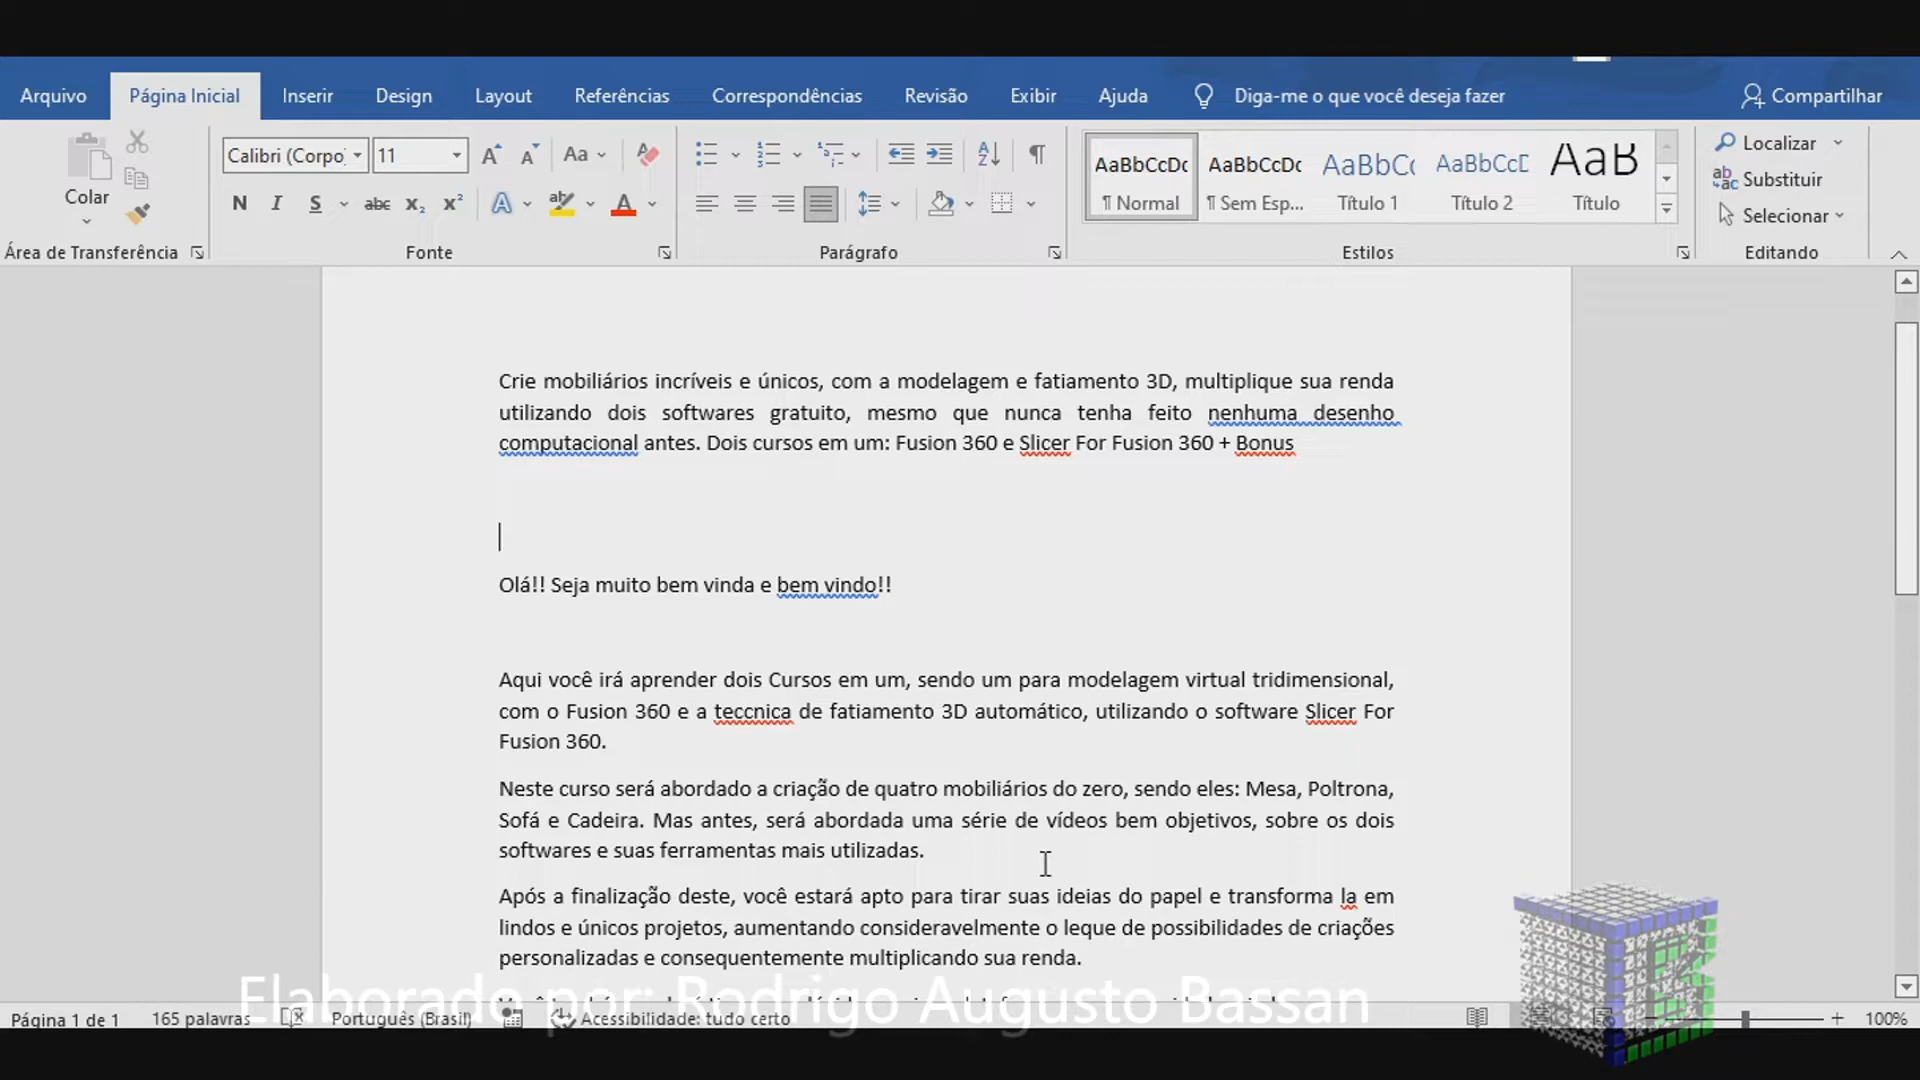 Arquivo Página Inicial Inserir Design Layout Referências Correspondências Revisão Exibir Ajuda Diga-me o que você deseja fazer Compartilhar
Colar
Área de Transferência
Calibri (Corpo 11 Aa
N I S abc x₂ x² A A
Fonte
Parágrafo
AaBbCcDc AaBbCcDc AaBbC AaBbCcD AaB
¶ Normal ¶ Sem Esp... Título 1 Título 2 Título
Estilos
Localizar
Substituir
Selecionar
Editando
Crie mobiliários incríveis e únicos, com a modelagem e fatiamento 3D, multiplique sua renda
utilizando dois softwares gratuito, mesmo que nunca tenha feito nenhuma desenho
computacional antes. Dois cursos em um: Fusion 360 e Slicer For Fusion 360 + Bonus
Olá!! Seja muito bem vinda e bem vindo!!
Aqui você irá aprender dois Cursos em um, sendo um para modelagem virtual tridimensional,
com o Fusion 360 e a teccnica de fatiamento 3D automático, utilizando o software Slicer For
Fusion 360.
Neste curso será abordado a criação de quatro mobiliários do zero, sendo eles: Mesa, Poltrona,
Sofá e Cadeira. Mas antes, será abordada uma série de vídeos bem objetivos, sobre os dois
softwares e suas ferramentas mais utilizadas.
Após a finalização deste, você estará apto para tirar suas ideias do papel e transforma la em
lindos e únicos projetos, aumentando consideravelmente o leque de possibilidades de criações
personalizadas e consequentemente multiplicando sua renda.
Elaborado por: Rodrigo Augusto Bassan
Página 1 de 1 165 palavras Português (Brasil) Acessibilidade: tudo certo 100%